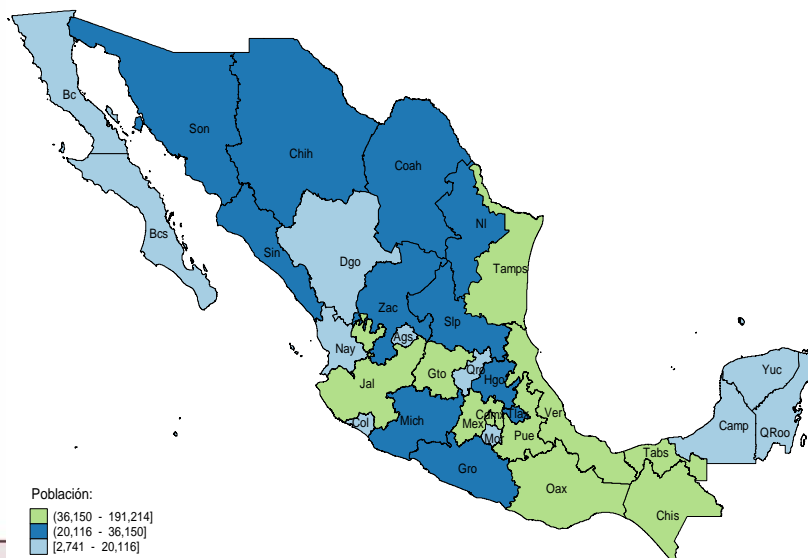 Bc
Son
Chih
Coah
Nl
Bcs
Sin
Dgo
Tamps
Zac
Slp
Nay
Ags
Jal
Gto
Qro
Hgo
Yuc
Col
Mich
Mex
Cdmx
Tlax
Ver
Camp
QRoo
Mor
Pue
Gro
Tabs
Oax
Chis
Población:
(36,150 - 191,214]
(20,116 - 36,150]
[2,741 - 20,116]